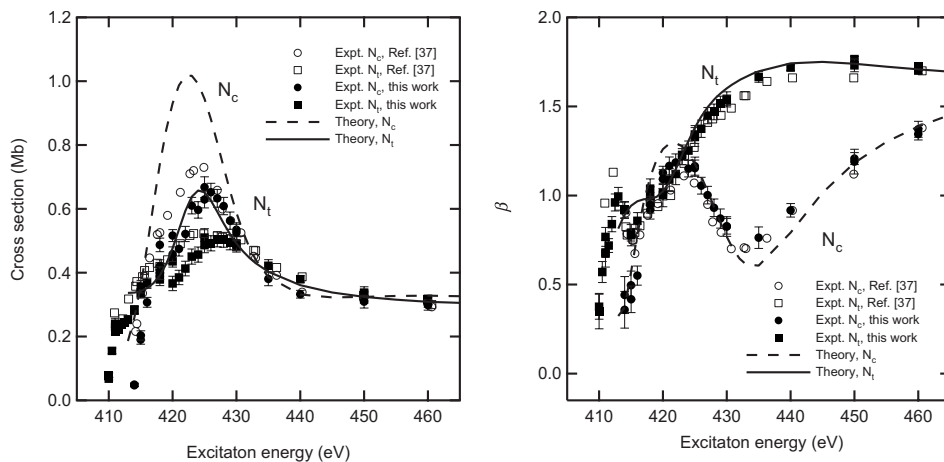 1.2
1.0
0.8
0.6
0.4
0.2
0.0
Cross section (Mb)
410 420 430 440 450 460
Excitaton energy (eV)
N_c
N_t
Expt. N_c, Ref. [37]
Expt. N_t, Ref. [37]
Expt. N_c, this work
Expt. N_t, this work
Theory, N_c
Theory, N_t
2.0
1.5
1.0
0.5
0.0
β
410 420 430 440 450 460
Excitaton energy (eV)
N_t
N_c
Expt. N_c, Ref. [37]
Expt. N_t, Ref. [37]
Expt. N_c, this work
Expt. N_t, this work
Theory, N_c
Theory, N_t